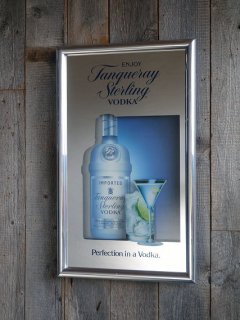 ENJOY
Tanqueray
Sterling
VODKA
IMPORTED
Tanqueray
Sterling
VODKA
Perfection in a Vodka.